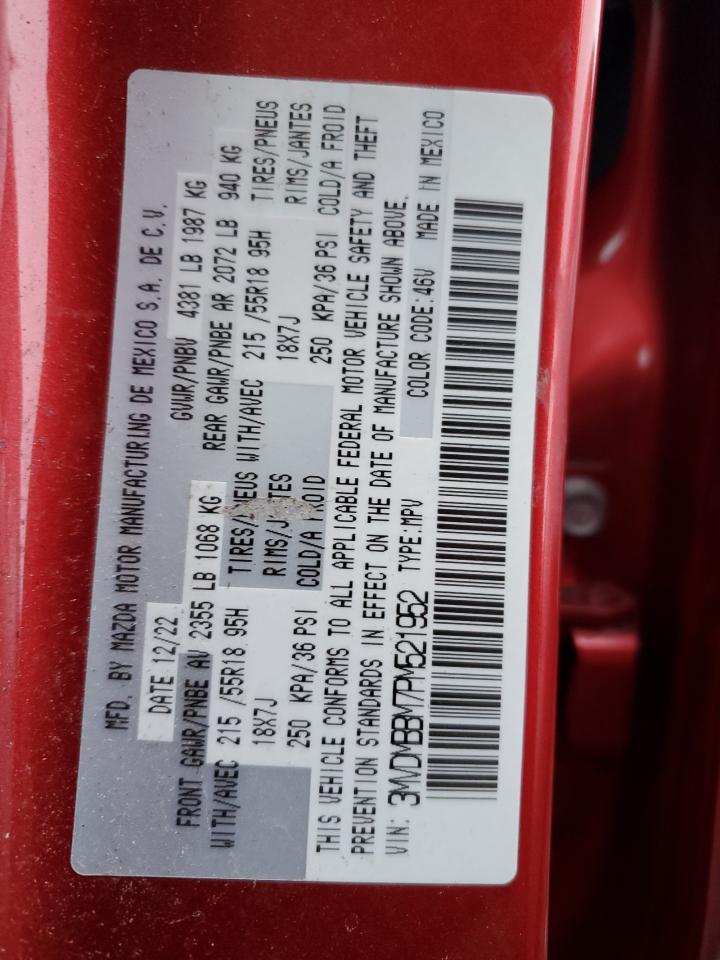 MFD. BY MAZDA MOTOR MANUFACTURING DE MEXICO S.A. DE C.V.
DATE 12/22 GVWR/PNBV 4381 LB 1987 KG
FRONT GAWR/PNBE AV 2355 LB 1068 KG REAR GAWR/PNBE AR 2072 LB 940 KG
WITH/AVEC 215 /55R18 95H TIRES/PNEUS WITH/AVEC 215 /55R18 95H TIRES/PNEUS
18X7J RIMS/JANTES 18X7J RIMS/JANTES
250 KPA/36 PSI COLD/A FROID 250 KPA/36 PSI COLD/A FROID
THIS VEHICLE CONFORMS TO ALL APPLICABLE FEDERAL MOTOR VEHICLE SAFETY AND THEFT
PREVENTION STANDARDS IN EFFECT ON THE DATE OF MANUFACTURE SHOWN ABOVE.
VIN: 3MVDMBBM7PM521952 TYPE:MPV COLOR CODE:46V MADE IN MEXICO